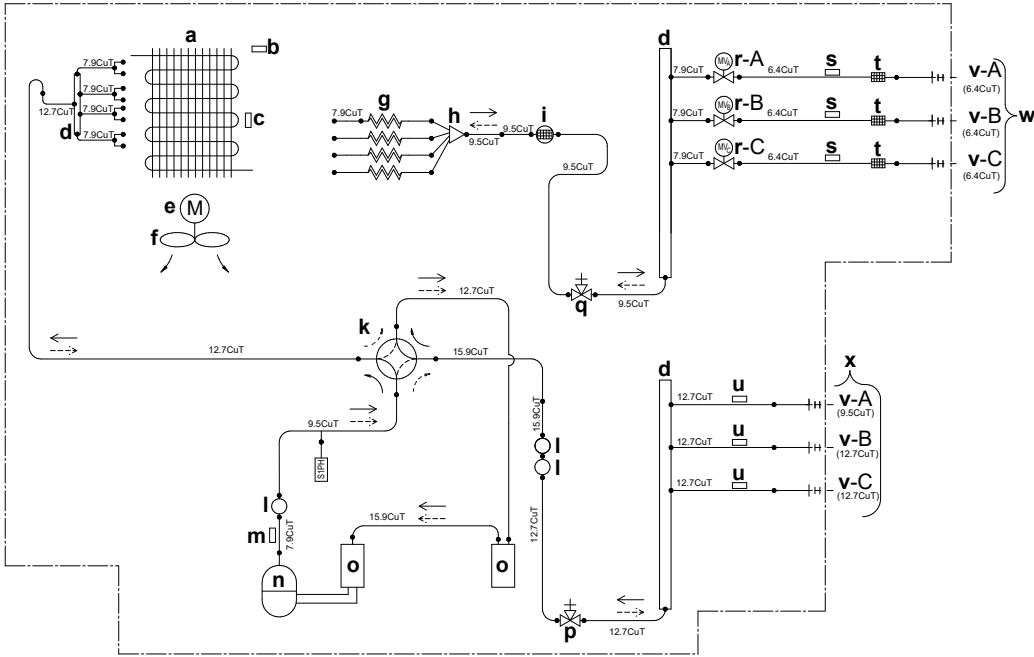 a
b
7.9CuT
7.9CuT
12.7CuT
7.9CuT
d
7.9CuT
c
e
M
f
7.9CuT
g
h
9.5CuT
9.5CuT
i
9.5CuT
d
7.9CuT
r-A
6.4CuT
s
t
v-A
(6.4CuT)
7.9CuT
r-B
6.4CuT
s
t
v-B
(6.4CuT)
w
7.9CuT
r-C
6.4CuT
s
t
v-C
(6.4CuT)
q
9.5CuT
12.7CuT
k
12.7CuT
15.9CuT
d
x
12.7CuT
u
v-A
(9.5CuT)
15.9CuT
9.5CuT
S1PH
l
l
12.7CuT
u
v-B
(12.7CuT)
12.7CuT
u
v-C
(12.7CuT)
l
m
7.9CuT
15.9CuT
12.7CuT
n
o
o
p
12.7CuT